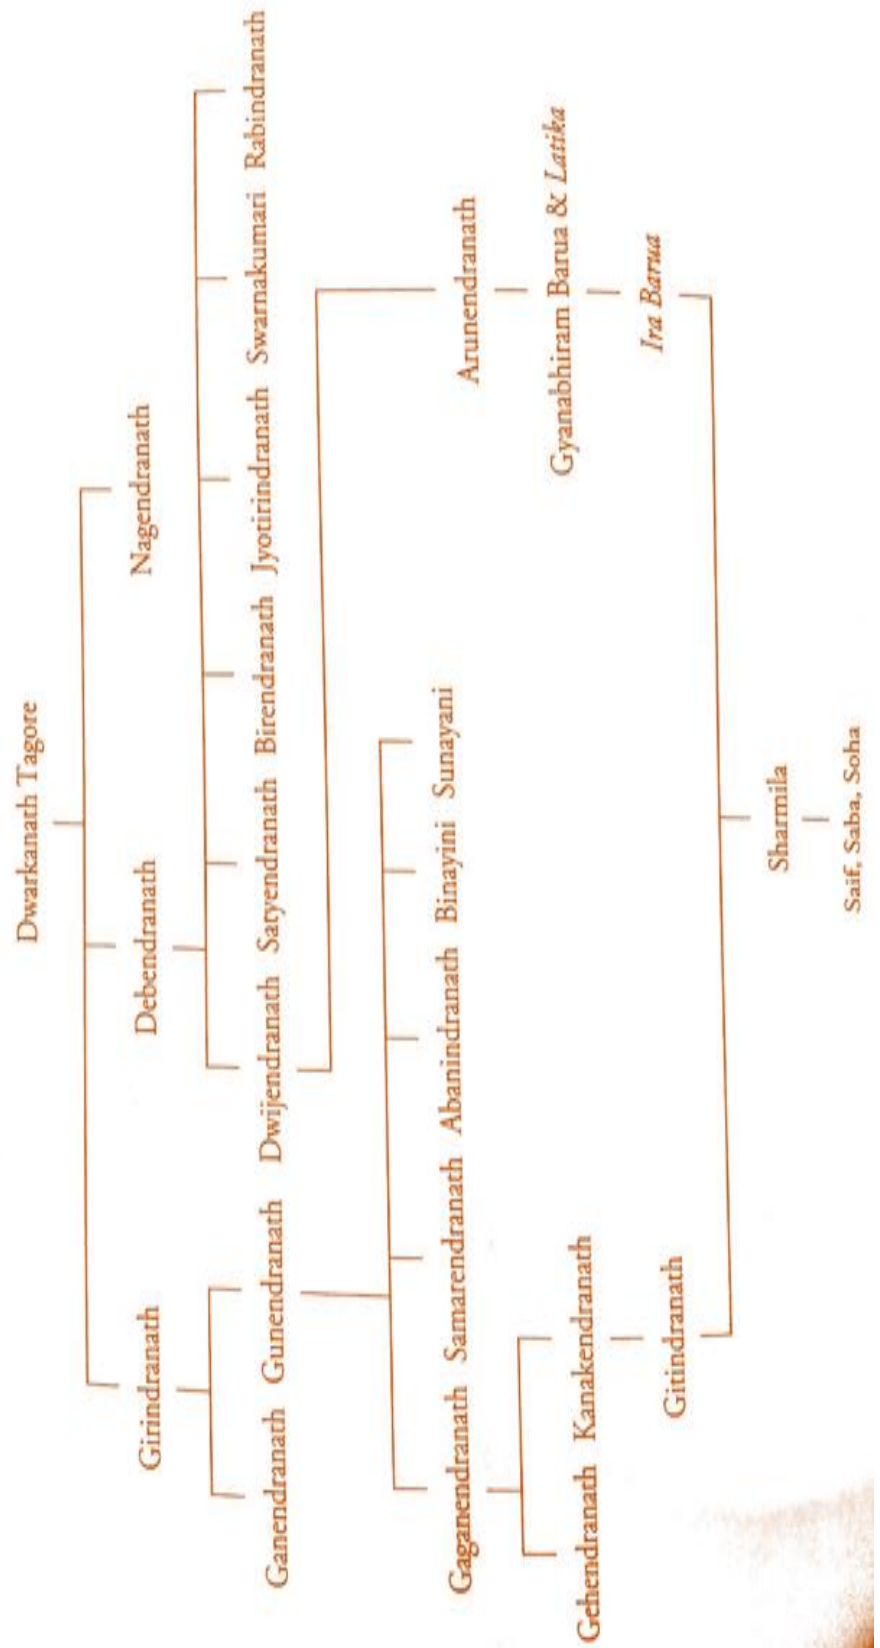 Dwarkanath Tagore
Girindranath Debendranath Nagendranath
Ganendranath Gunendranath Dwijendranath Satyendranath Birendranath Jyotirindranath Swarnakumari Rabindranath
Gaganendranath Samarendranath Abanindranath Binayini Sunayani Arunendranath
Gehendranath Kanakendranath Gyanabhiram Barua & Latika
Gitindranath Ira Barua
Sharmila
Saif, Saba, Soha